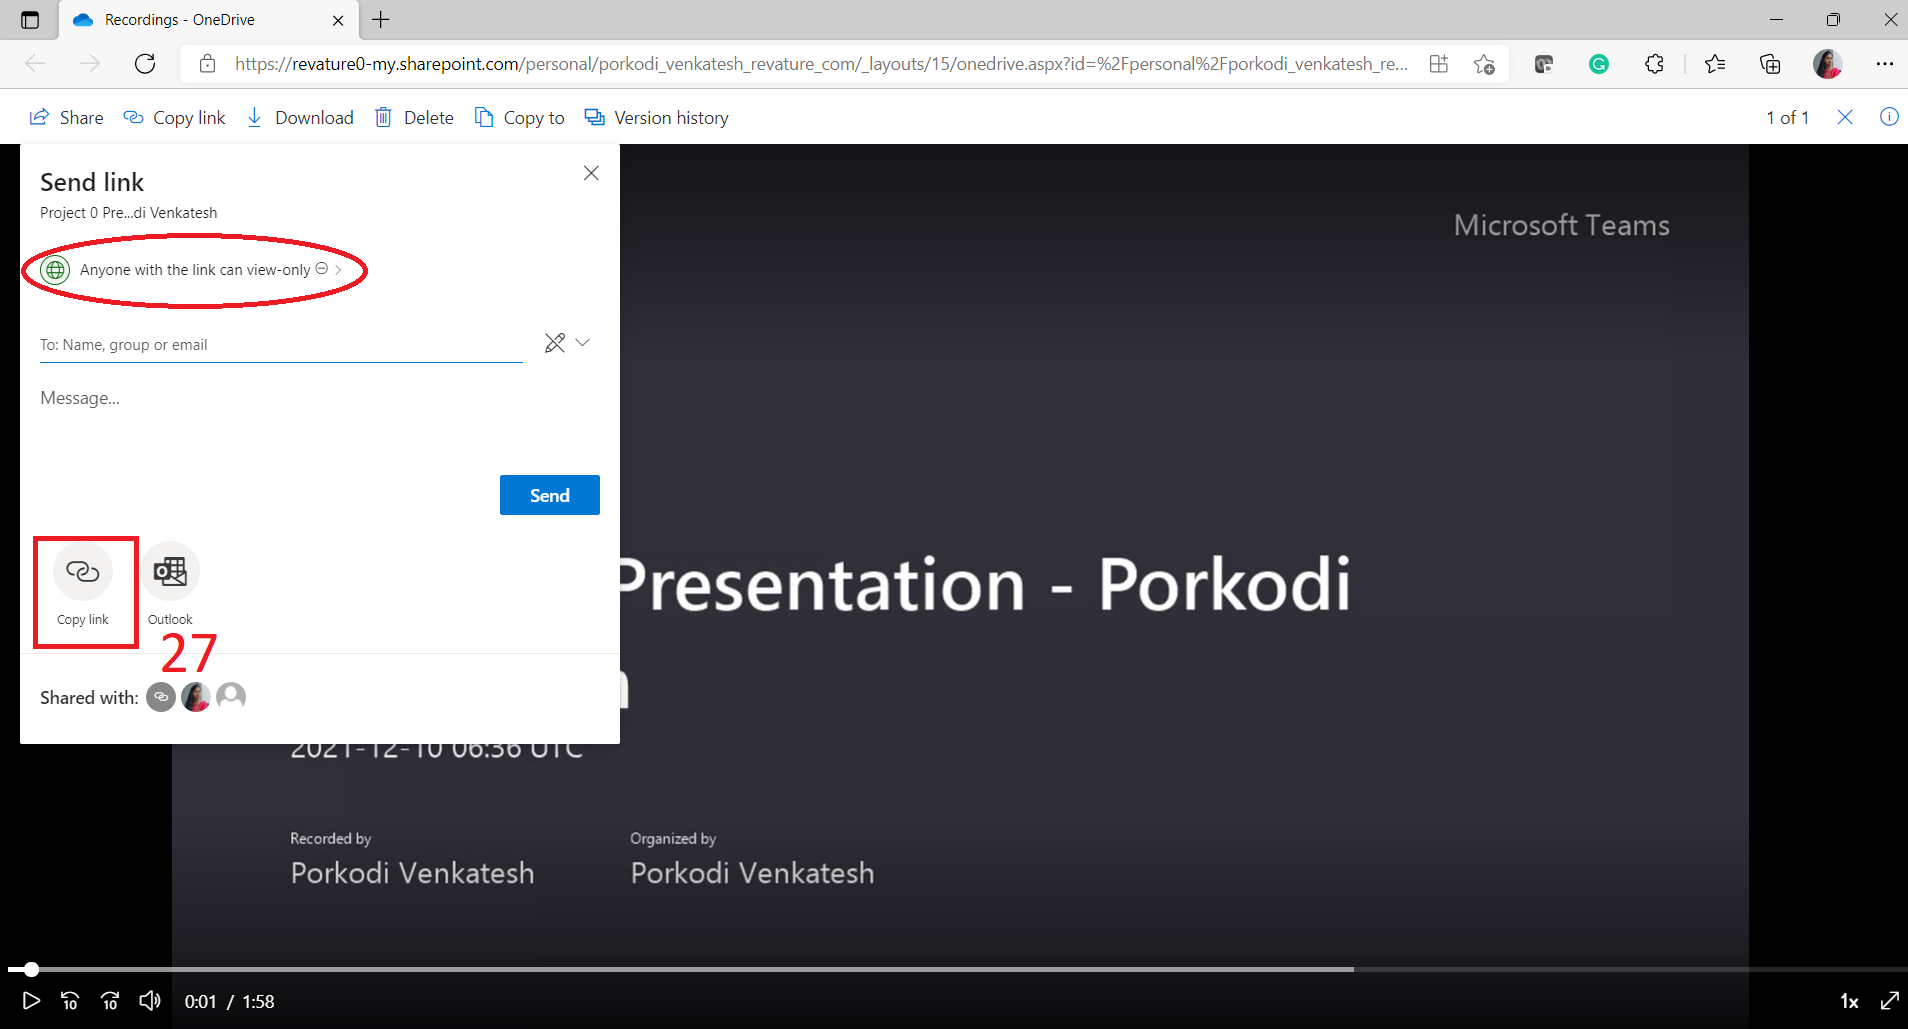 Recordings - OneDrive
https://revature0-my.sharepoint.com/personal/porkodi_venkatesh_revature_com/_layouts/15/onedrive.aspx?id=%2Fpersonal%2Fporkodi_venkatesh_re...
Share Copy link Download Delete Copy to Version history 1 of 1
Send link
Project 0 Pre...di Venkatesh
Microsoft Teams
Anyone with the link can view-only
To: Name, group or email
Message...
Send
Presentation - Porkodi
Copy link Outlook
27
Shared with:
2021-12-10 06:36 UTC
Recorded by Organized by
Porkodi Venkatesh Porkodi Venkatesh
10 10 0:01 / 1:58 1x